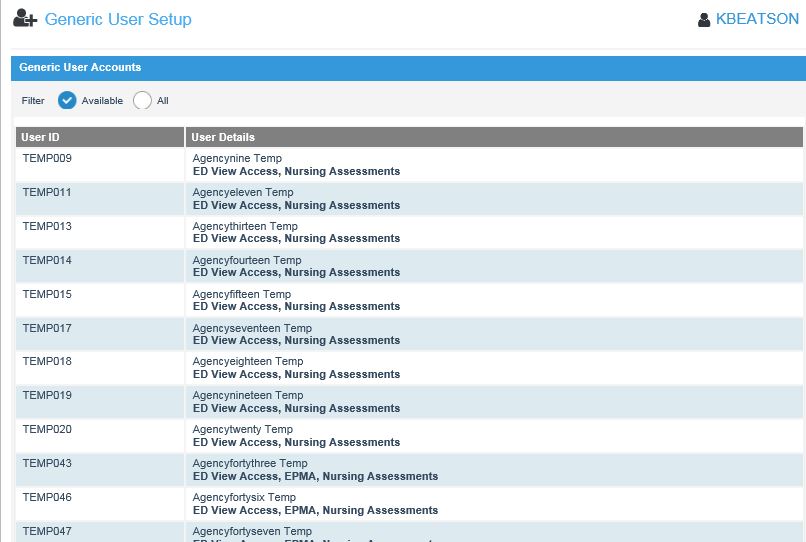 Generic User Setup
KBEATSON
Generic User Accounts
Filter Available All
User ID User Details
TEMP009 Agencynine Temp
ED View Access, Nursing Assessments
TEMP011 Agencyeleven Temp
ED View Access, Nursing Assessments
TEMP013 Agencythirteen Temp
ED View Access, Nursing Assessments
TEMP014 Agencyfourteen Temp
ED View Access, Nursing Assessments
TEMP015 Agencyfifteen Temp
ED View Access, Nursing Assessments
TEMP017 Agencyseventeen Temp
ED View Access, Nursing Assessments
TEMP018 Agencyeighteen Temp
ED View Access, Nursing Assessments
TEMP019 Agencynineteen Temp
ED View Access, Nursing Assessments
TEMP020 Agencytwenty Temp
ED View Access, Nursing Assessments
TEMP043 Agencyfortythree Temp
ED View Access, EPMA, Nursing Assessments
TEMP046 Agencyfortysix Temp
ED View Access, EPMA, Nursing Assessments
TEMP047 Agencyfortyseven Temp